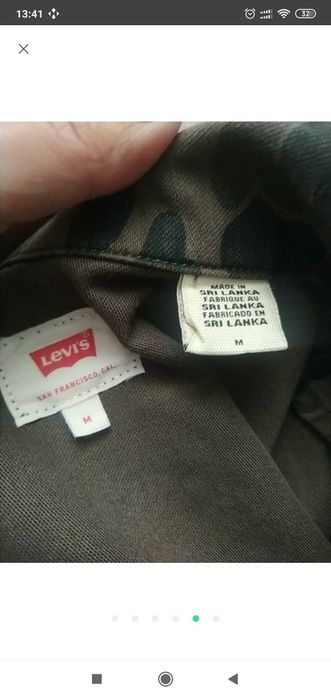 13:41
32
MADE IN
SRI LANKA
FABRIQUE AU
SRI LANKA
FABRICADO EN
SRI LANKA
M
LEVI'S
SAN FRANCISCO, CAL.
M